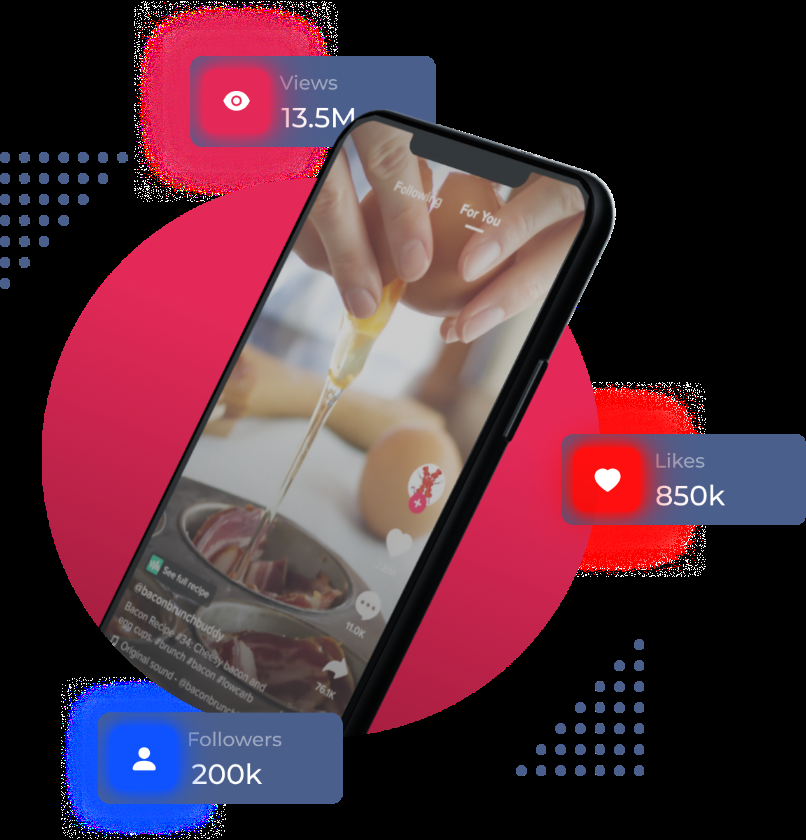 Views
13.5M
Following
For You
Likes
850k
See full recipe
11.0K
@baconbrunchbuddy
Bacon Recipe #34: Cheesy bacon and
egg cups. #brunch #bacon #lowcarb
76.1K
Original sound - @baconbrunch
Followers
200k